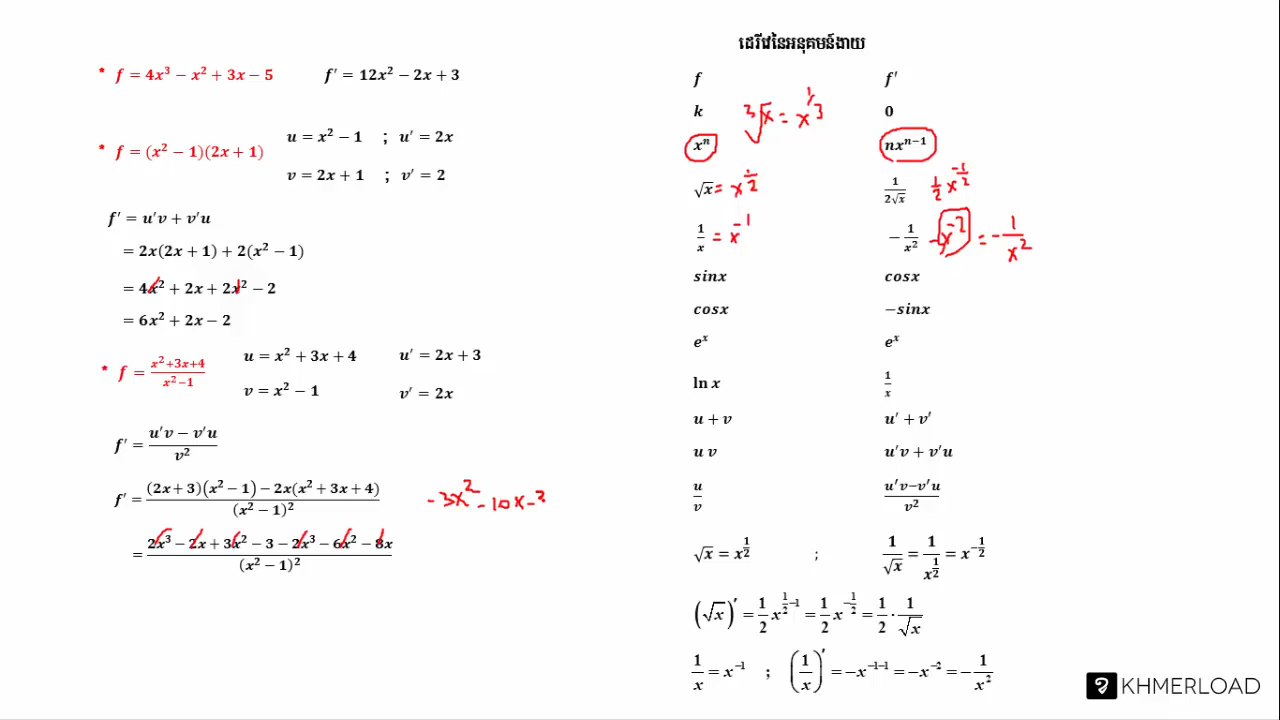 * f = 4x³ − x² + 3x − 5    f′ = 12x² − 2x + 3
* f = (x² − 1)(2x + 1)    u = x² − 1 ; u′ = 2x
v = 2x + 1 ; v′ = 2
f′ = u′v + v′u
= 2x(2x + 1) + 2(x² − 1)
= 4x² + 2x + 2x² − 2
= 6x² + 2x − 2
* f = (x²+3x+4)/(x²−1)    u = x² + 3x + 4    u′ = 2x + 3
v = x² − 1    v′ = 2x
f′ = (u′v − v′u)/v²
f′ = ((2x + 3)(x² − 1) − 2x(x² + 3x + 4))/(x² − 1)²    -3x² - 10x - 3
= (2x³ − 2x + 3x² − 3 − 2x³ − 6x² − 8x)/(x² − 1)²
ដេរីវេនៃអនុគមន៍ងាយ
f    f′
k    ∛x = x^(1/3)    0
xⁿ    nxⁿ⁻¹
√x = x^(1/2)    1/(2√x)    ½x^(-1/2)
1/x = x⁻¹    −1/x²    -x⁻² = -1/x²
sinx    cosx
cosx    −sinx
eˣ    eˣ
ln x    1/x
u + v    u′ + v′
u v    u′v + v′u
u/v    (u′v−v′u)/v²
√x = x^(1/2) ; 1/√x = 1/x^(1/2) = x^(−1/2)
(√x)′ = 1/2 x^(1/2−1) = 1/2 x^(−1/2) = 1/2 · 1/√x
1/x = x⁻¹ ; (1/x)′ = −x⁻¹⁻¹ = −x⁻² = −1/x²
KHMERLOAD